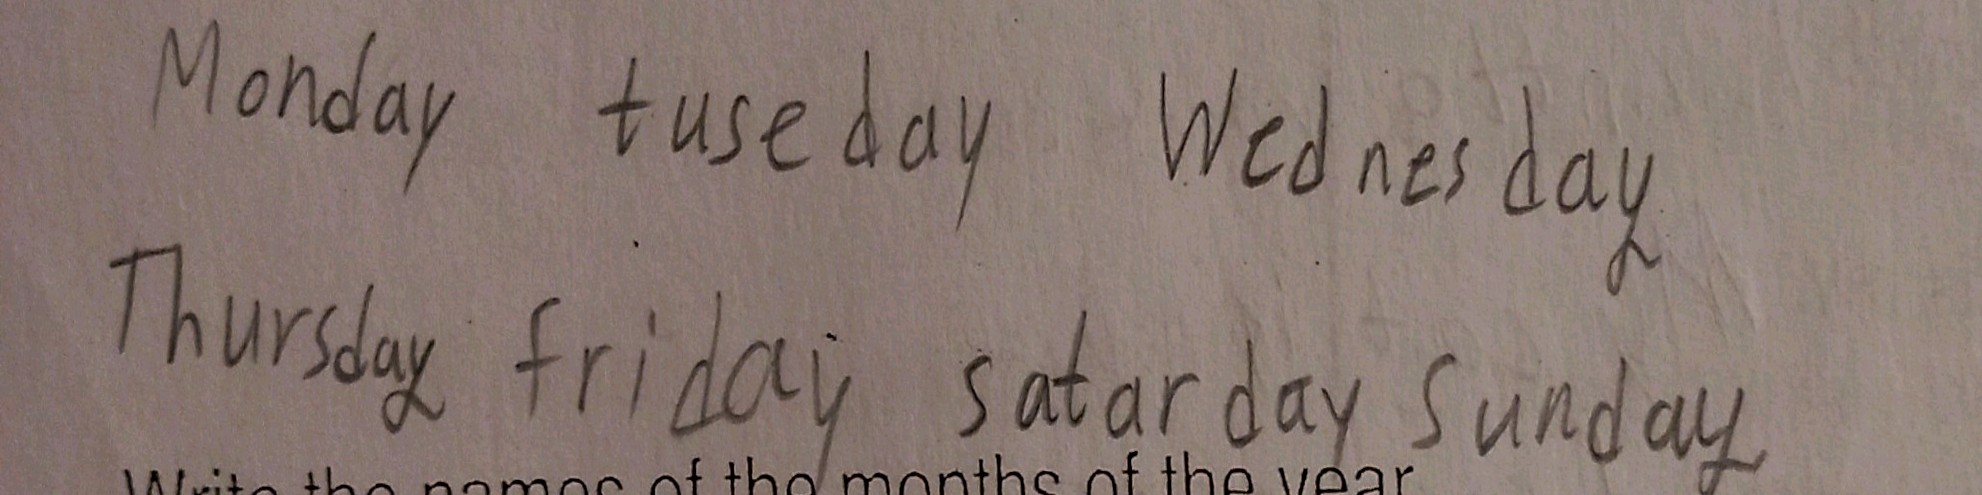 Monday tuseday Wednesday
Thursday friday satarday Sunday
Write the names of the months of the year